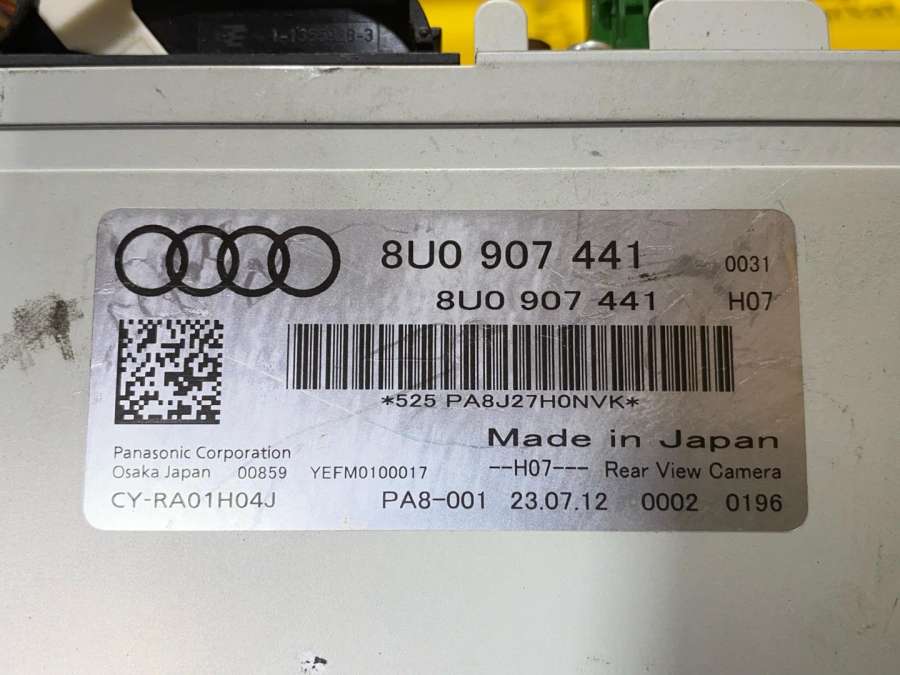 8U0 907 441 0031
8U0 907 441 H07
*525 PA8J27H0NVK*
Made in Japan
Panasonic Corporation
Osaka Japan 00859 YEFM0100017 --H07--- Rear View Camera
CY-RA01H04J PA8-001 23.07.12 0002 0196